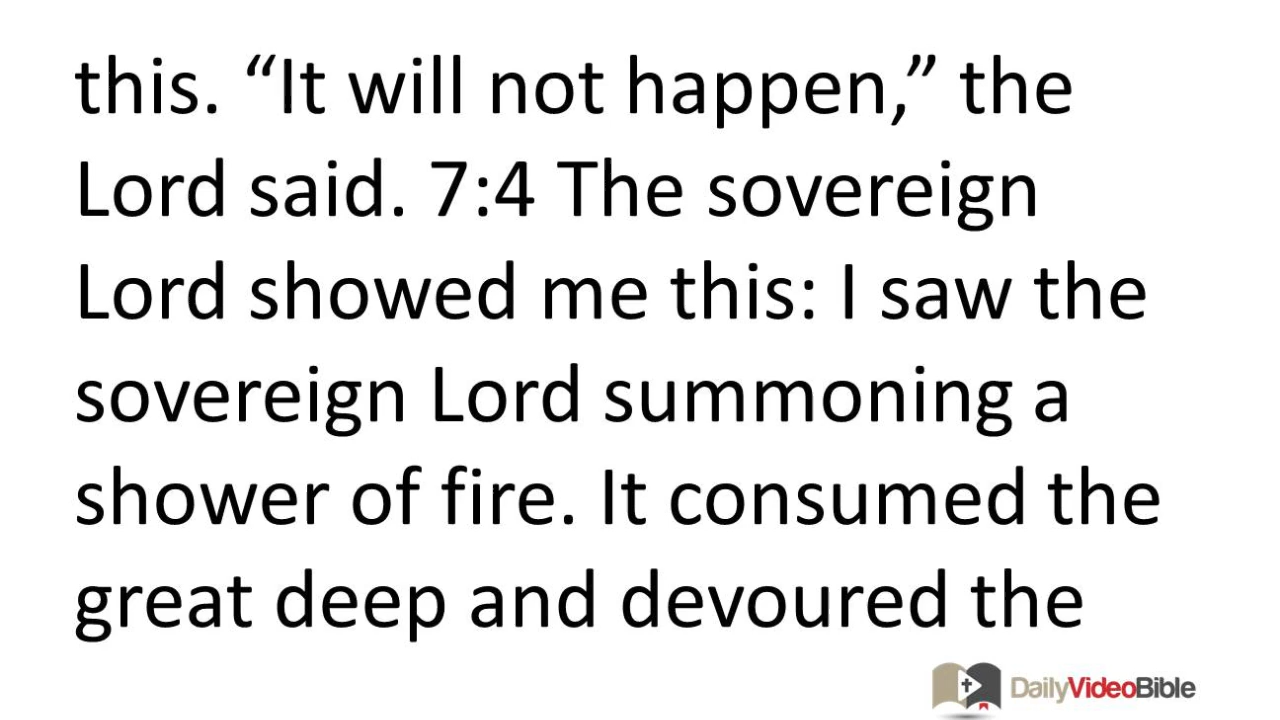 this. “It will not happen,” the
Lord said. 7:4 The sovereign
Lord showed me this: I saw the
sovereign Lord summoning a
shower of fire. It consumed the
great deep and devoured the
DailyVideoBible